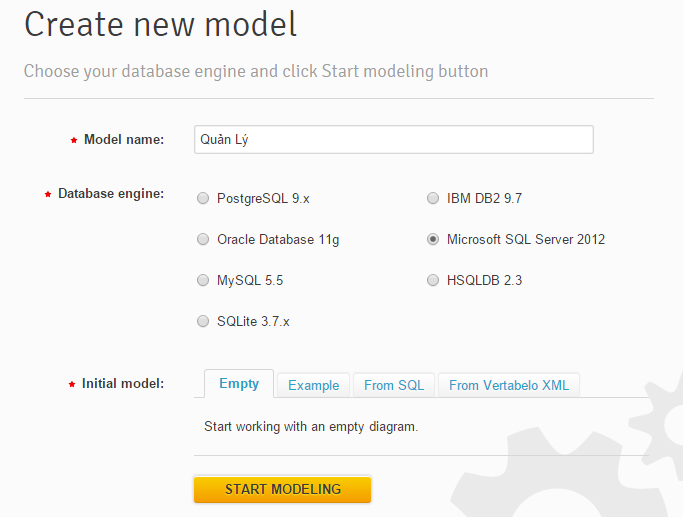 Create new model
Choose your database engine and click Start modeling button
* Model name: Quản Lý
* Database engine:
PostgreSQL 9.x IBM DB2 9.7
Oracle Database 11g Microsoft SQL Server 2012
MySQL 5.5 HSQLDB 2.3
SQLite 3.7.x
* Initial model: Empty Example From SQL From Vertabelo XML
Start working with an empty diagram.
START MODELING